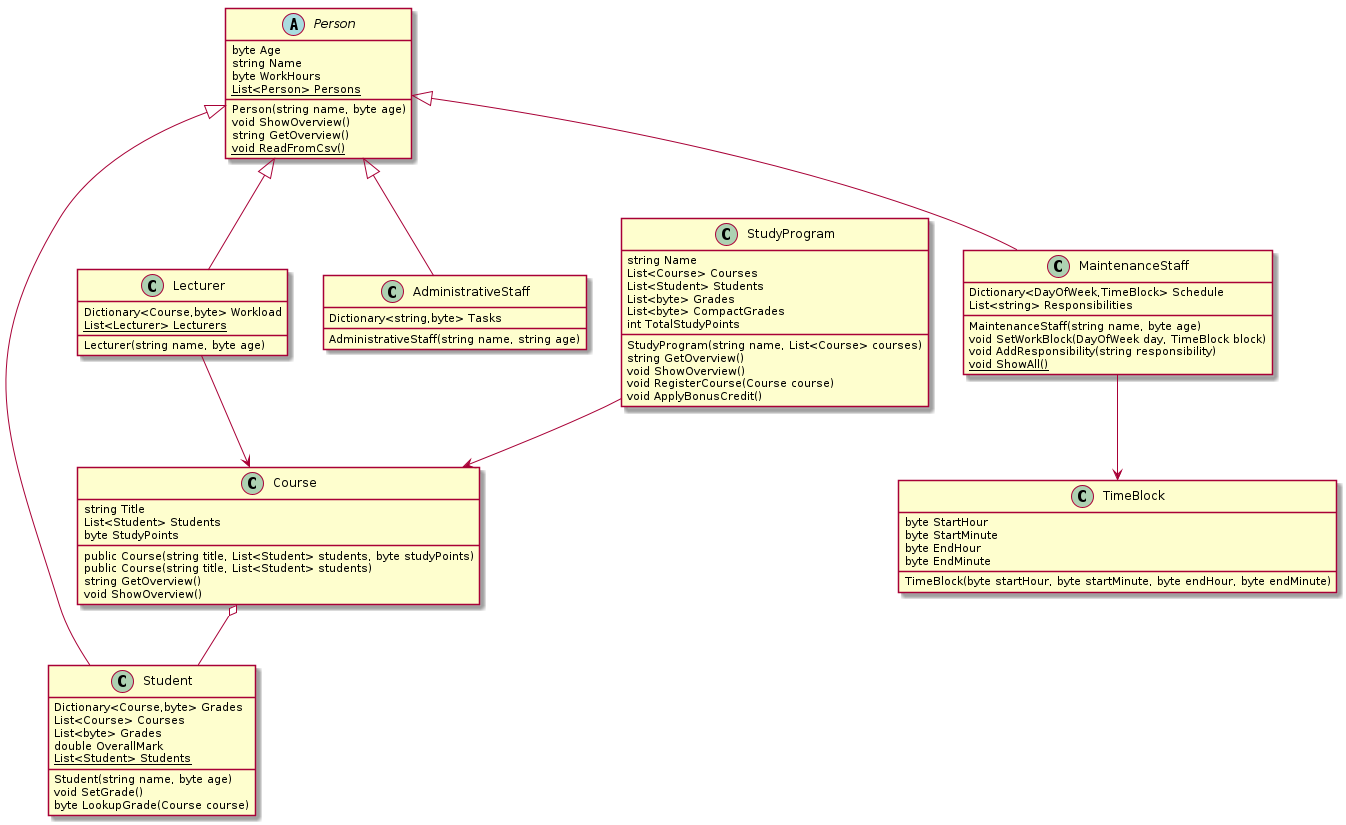 A Person
byte Age
string Name
byte WorkHours
List<Person> Persons
Person(string name, byte age)
void ShowOverview()
string GetOverview()
void ReadFromCsv()
C Lecturer
Dictionary<Course,byte> Workload
List<Lecturer> Lecturers
Lecturer(string name, byte age)
C AdministrativeStaff
Dictionary<string,byte> Tasks
AdministrativeStaff(string name, string age)
C StudyProgram
string Name
List<Course> Courses
List<Student> Students
List<byte> Grades
List<byte> CompactGrades
int TotalStudyPoints
StudyProgram(string name, List<Course> courses)
string GetOverview()
void ShowOverview()
void RegisterCourse(Course course)
void ApplyBonusCredit()
C MaintenanceStaff
Dictionary<DayOfWeek,TimeBlock> Schedule
List<string> Responsibilities
MaintenanceStaff(string name, byte age)
void SetWorkBlock(DayOfWeek day, TimeBlock block)
void AddResponsibility(string responsibility)
void ShowAll()
C Course
string Title
List<Student> Students
byte StudyPoints
public Course(string title, List<Student> students, byte studyPoints)
public Course(string title, List<Student> students)
string GetOverview()
void ShowOverview()
C TimeBlock
byte StartHour
byte StartMinute
byte EndHour
byte EndMinute
TimeBlock(byte startHour, byte startMinute, byte endHour, byte endMinute)
C Student
Dictionary<Course,byte> Grades
List<Course> Courses
List<byte> Grades
double OverallMark
List<Student> Students
Student(string name, byte age)
void SetGrade()
byte LookupGrade(Course course)